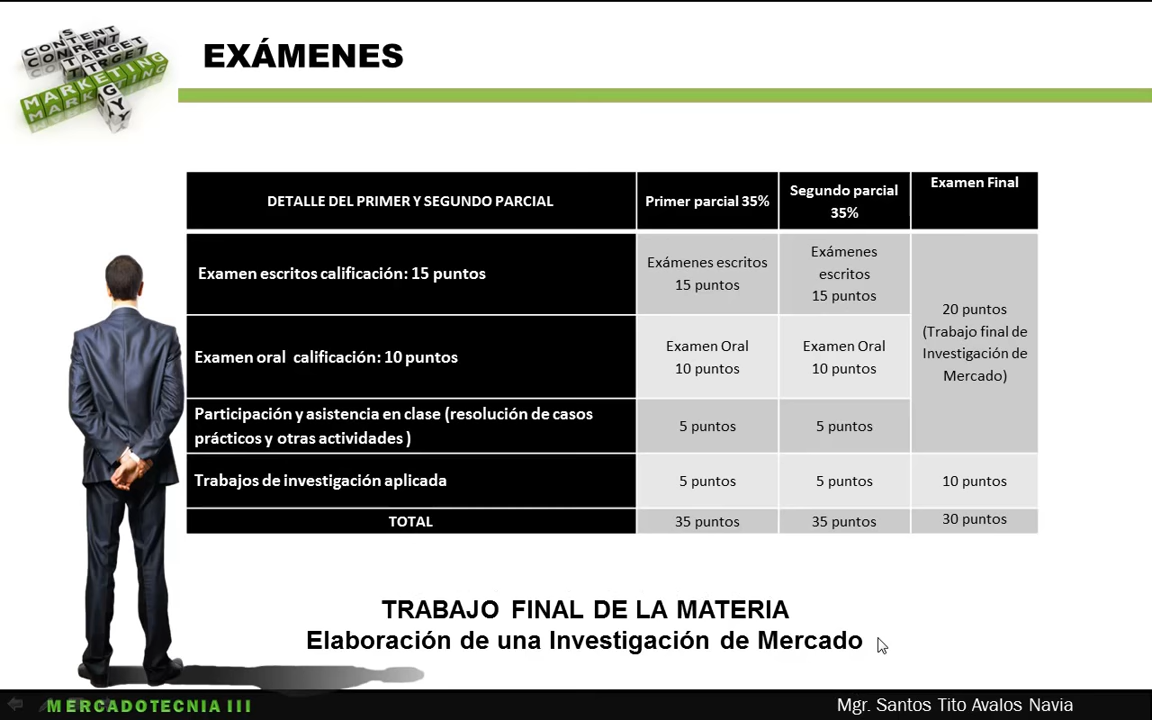 CONTENT
STRATEGY
TARGET
MARKETING
EXÁMENES
DETALLE DEL PRIMER Y SEGUNDO PARCIAL
Primer parcial 35%
Segundo parcial
35%
Examen Final
Examen escritos calificación: 15 puntos
Exámenes escritos
15 puntos
Exámenes
escritos
15 puntos
20 puntos
(Trabajo final de
Investigación de
Mercado)
Examen oral  calificación: 10 puntos
Examen Oral
10 puntos
Examen Oral
10 puntos
Participación y asistencia en clase (resolución de casos
prácticos y otras actividades )
5 puntos
5 puntos
Trabajos de investigación aplicada
5 puntos
5 puntos
10 puntos
TOTAL
35 puntos
35 puntos
30 puntos
TRABAJO FINAL DE LA MATERIA
Elaboración de una Investigación de Mercado
MERCADOTECNIA III
Mgr. Santos Tito Avalos Navia